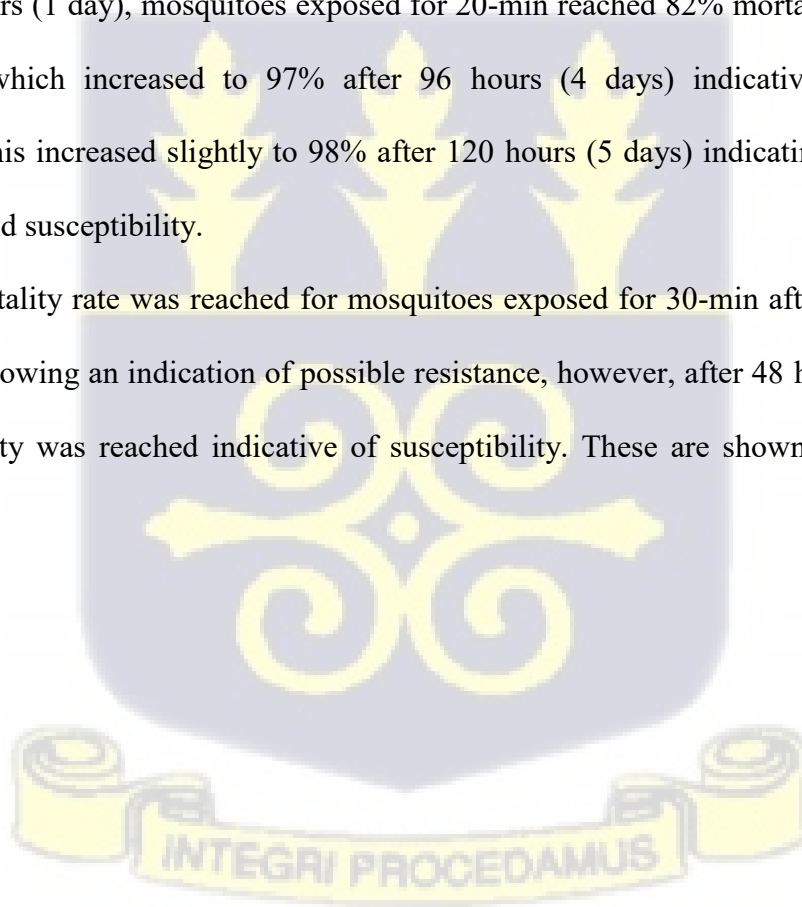 rs (1 day), mosquitoes exposed for 20-min reached 82% morta
which increased to 97% after 96 hours (4 days) indicativ
his increased slightly to 98% after 120 hours (5 days) indicatin
d susceptibility.
tality rate was reached for mosquitoes exposed for 30-min aft
owing an indication of possible resistance, however, after 48 h
ty was reached indicative of susceptibility. These are shown
INTEGRI PROCEDAMUS